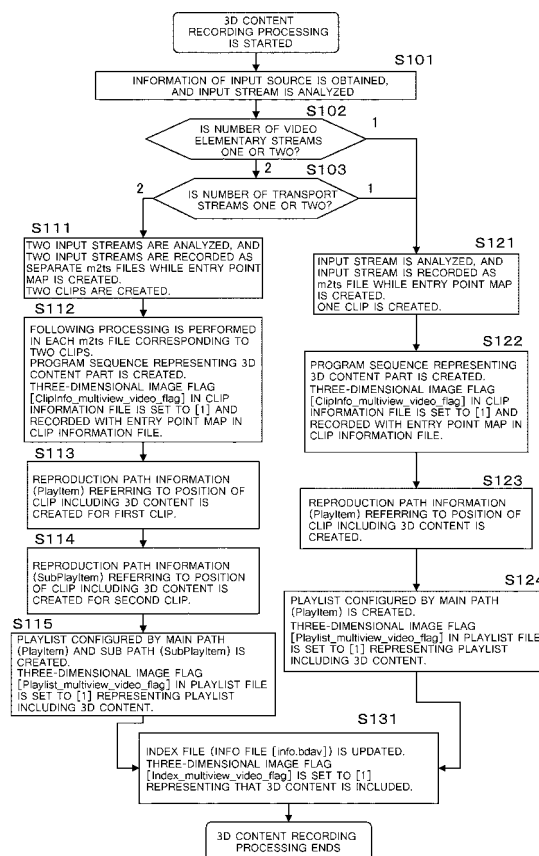 3D CONTENT
RECORDING PROCESSING
IS STARTED
S101
INFORMATION OF INPUT SOURCE IS OBTAINED,
AND INPUT STREAM IS ANALYZED
S102
IS NUMBER OF VIDEO
ELEMENTARY STREAMS
ONE OR TWO?
1
2
S103
IS NUMBER OF TRANSPORT
STREAMS ONE OR TWO?
2
1
S111
TWO INPUT STREAMS ARE ANALYZED, AND
TWO INPUT STREAMS ARE RECORDED AS
SEPARATE m2ts FILES WHILE ENTRY POINT
MAP IS CREATED.
TWO CLIPS ARE CREATED.
S112
FOLLOWING PROCESSING IS PERFORMED
IN EACH m2ts FILE CORRESPONDING TO
TWO CLIPS.
PROGRAM SEQUENCE REPRESENTING 3D
CONTENT PART IS CREATED.
THREE-DIMENSIONAL IMAGE FLAG
[ClipInfo_multiview_video_flag] IN CLIP
INFORMATION FILE IS SET TO [1] AND
RECORDED WITH ENTRY POINT MAP IN
CLIP INFORMATION FILE.
S113
REPRODUCTION PATH INFORMATION
(PlayItem) REFERRING TO POSITION OF
CLIP INCLUDING 3D CONTENT IS
CREATED FOR FIRST CLIP.
S114
REPRODUCTION PATH INFORMATION
(SubPlayItem) REFERRING TO POSITION
OF CLIP INCLUDING 3D CONTENT IS
CREATED FOR SECOND CLIP.
S115
PLAYLIST CONFIGURED BY MAIN PATH
(PlayItem) AND SUB PATH (SubPlayItem) IS
CREATED.
THREE-DIMENSIONAL IMAGE FLAG
[Playlist_multiview_video_flag] IN PLAYLIST FILE
IS SET TO [1] REPRESENTING PLAYLIST
INCLUDING 3D CONTENT.
S121
INPUT STREAM IS ANALYZED, AND
INPUT STREAM IS RECORDED AS
m2ts FILE WHILE ENTRY POINT MAP
IS CREATED.
ONE CLIP IS CREATED.
S122
PROGRAM SEQUENCE REPRESENTING
3D CONTENT PART IS CREATED.
THREE-DIMENSIONAL IMAGE FLAG
[ClipInfo_multiview_video_flag] IN CLIP
INFORMATION FILE IS SET TO [1] AND
RECORDED WITH ENTRY POINT MAP IN
CLIP INFORMATION FILE.
S123
REPRODUCTION PATH INFORMATION
(PlayItem) REFERRING TO POSITION OF
CLIP INCLUDING 3D CONTENT IS
CREATED.
S124
PLAYLIST CONFIGURED BY MAIN PATH
(PlayItem) IS CREATED.
THREE-DIMENSIONAL IMAGE FLAG
[Playlist_multiview_video_flag] IN PLAYLIST FILE
IS SET TO [1] REPRESENTING PLAYLIST
INCLUDING 3D CONTENT.
S131
INDEX FILE (INFO FILE [info.bdav]) IS UPDATED.
THREE-DIMENSIONAL IMAGE FLAG
[Index_multiview_video_flag] IS SET TO [1]
REPRESENTING THAT 3D CONTENT IS INCLUDED.
3D CONTENT RECORDING
PROCESSING ENDS